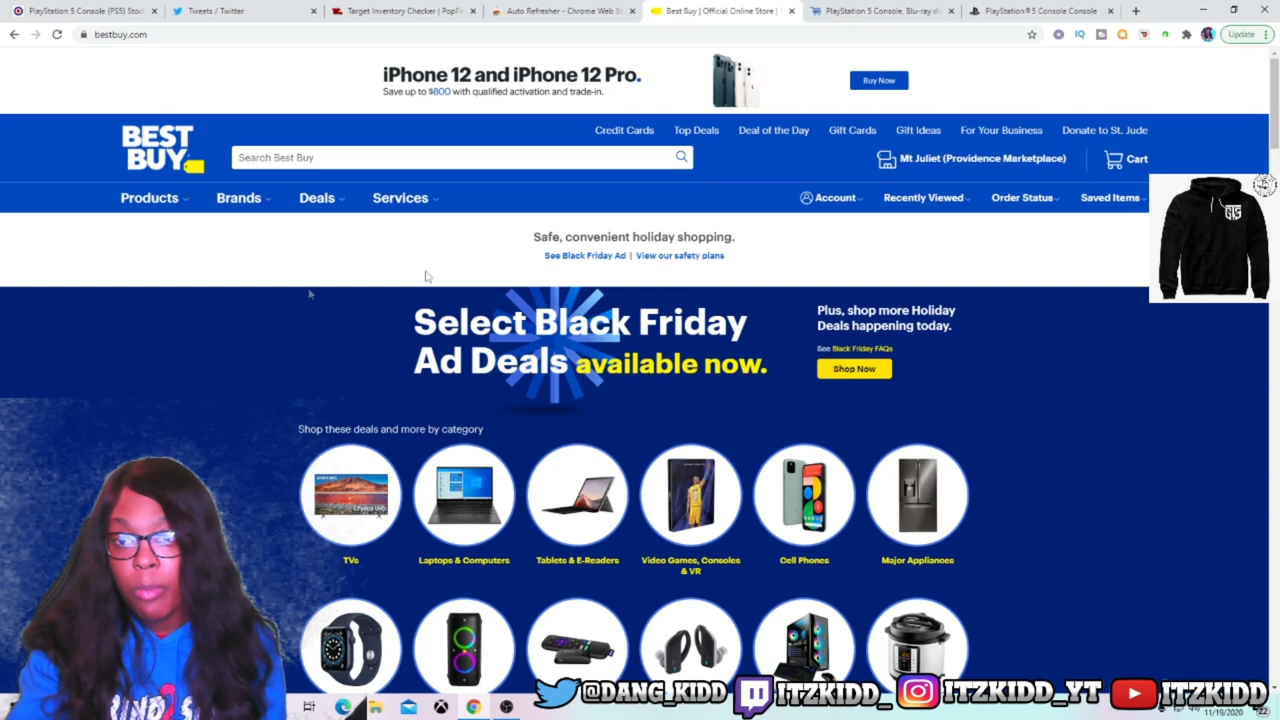 PlayStation 5 Console (PS5) Stoc
Tweets / Twitter
Target Inventory Checker | PopFi
Auto Refresher - Chrome Web S
Best Buy | Official Online Store |
PlayStation 5 Console, Blu-ray di
PlayStation®5 Console Console
bestbuy.com
Update
iPhone 12 and iPhone 12 Pro.
Save up to $800 with qualified activation and trade-in.
Buy Now
Credit Cards Top Deals Deal of the Day Gift Cards Gift Ideas For Your Business Donate to St. Jude
BEST
BUY
Search Best Buy
Mt Juliet (Providence Marketplace)
Cart
Products Brands Deals Services
Account Recently Viewed Order Status Saved Items
GTS
Safe, convenient holiday shopping.
See Black Friday Ad | View our safety plans
Select Black Friday
Ad Deals available now.
Plus, shop more Holiday
Deals happening today.
See Black Friday FAQs
Shop Now
Shop these deals and more by category
TVs
Laptops & Computers
Tablets & E-Readers
Video Games, Consoles
& VR
Cell Phones
Major Appliances
@DANG_KIDD
ITZKIDD_
ITZKIDD_YT
ITZKIDD
11/19/2020
22